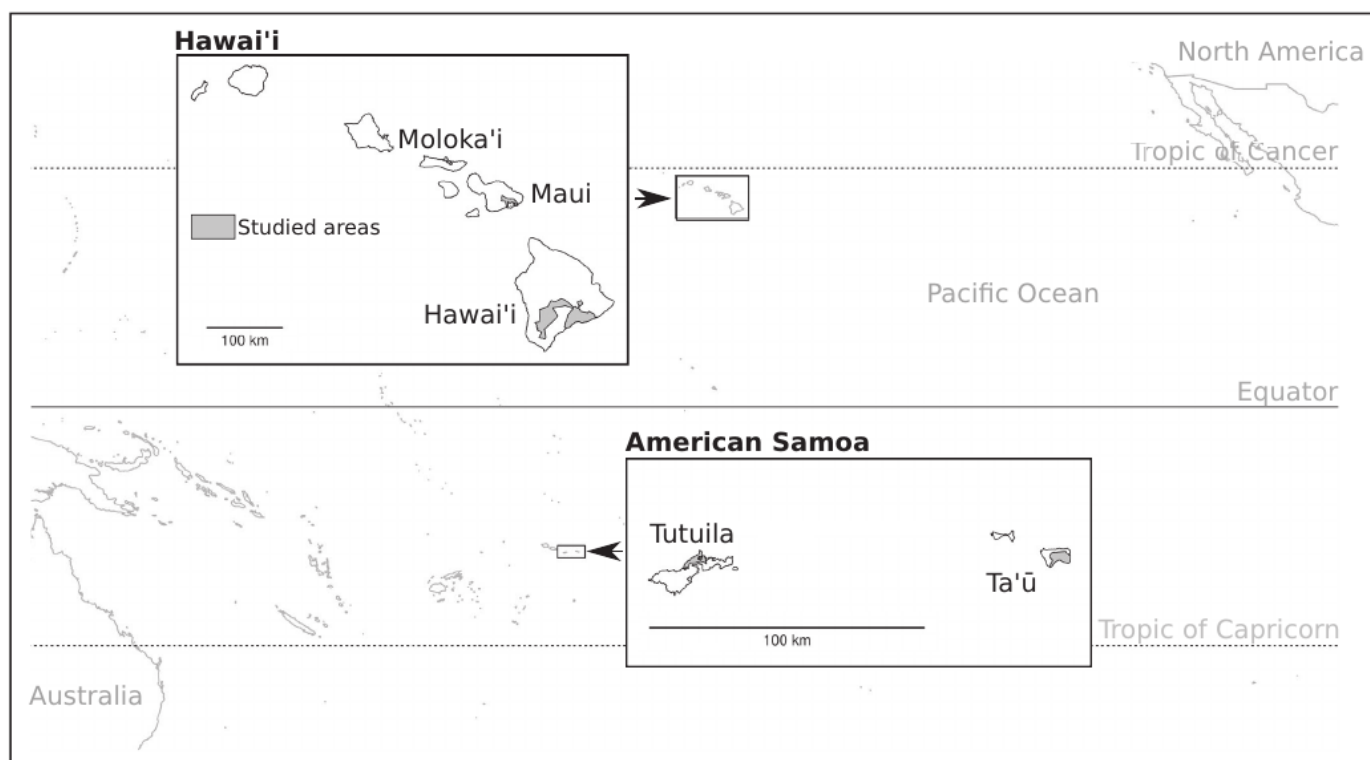 Hawai'i
North America
Moloka'i
Tropic of Cancer
Maui
Studied areas
Pacific Ocean
Hawai'i
100 km
Equator
American Samoa
Tutuila
Ta'ū
Tropic of Capricorn
100 km
Australia